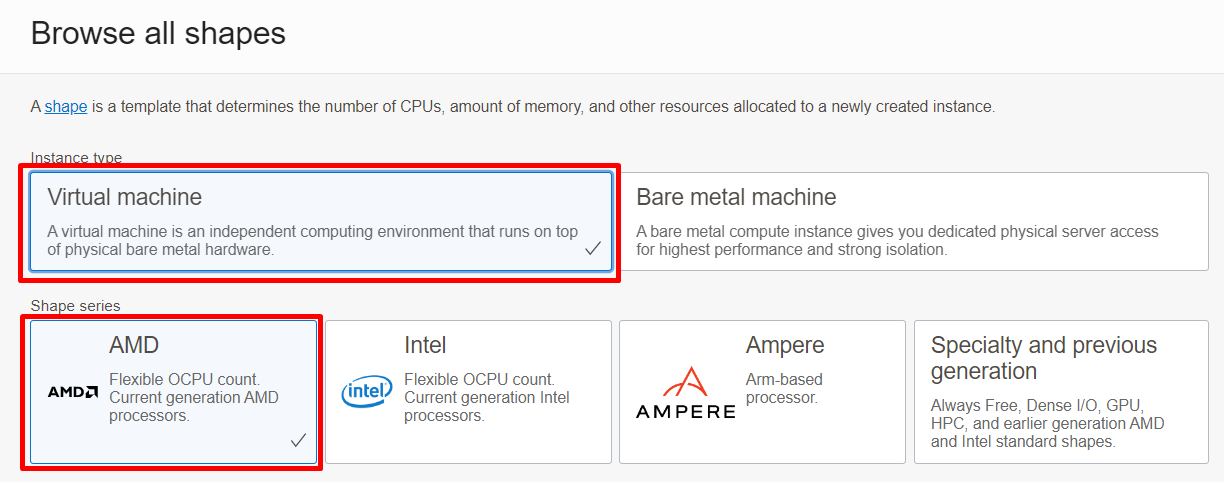 Browse all shapes
A shape is a template that determines the number of CPUs, amount of memory, and other resources allocated to a newly created instance.
Instance type
Virtual machine
A virtual machine is an independent computing environment that runs on top
of physical bare metal hardware.
Bare metal machine
A bare metal compute instance gives you dedicated physical server access
for highest performance and strong isolation.
Shape series
AMD
AMD
Flexible OCPU count.
Current generation AMD
processors.
Intel
intel
Flexible OCPU count.
Current generation Intel
processors.
Ampere
AMPERE
Arm-based
processor.
Specialty and previous
generation
Always Free, Dense I/O, GPU,
HPC, and earlier generation AMD
and Intel standard shapes.